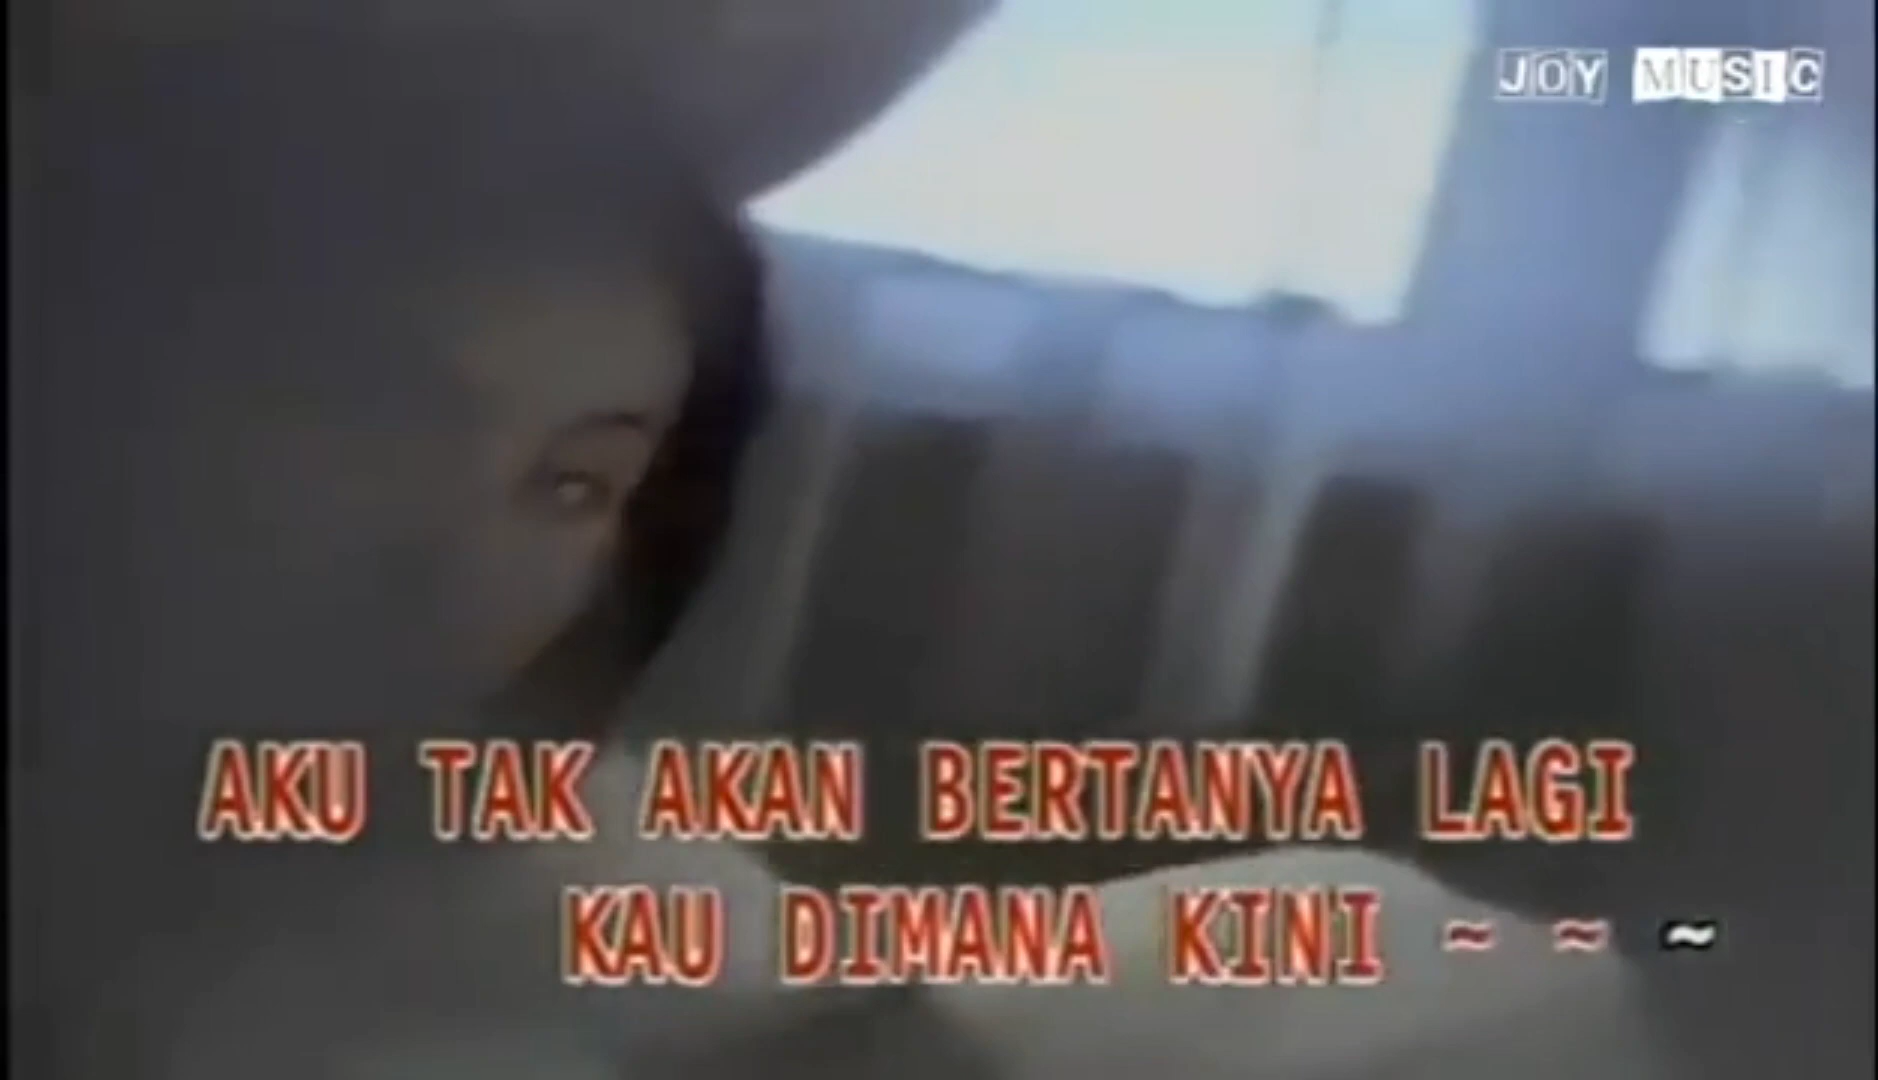 JOY MUSIC
AKU TAK AKAN BERTANYA LAGI
KAU DIMANA KINI ~ ~ ~